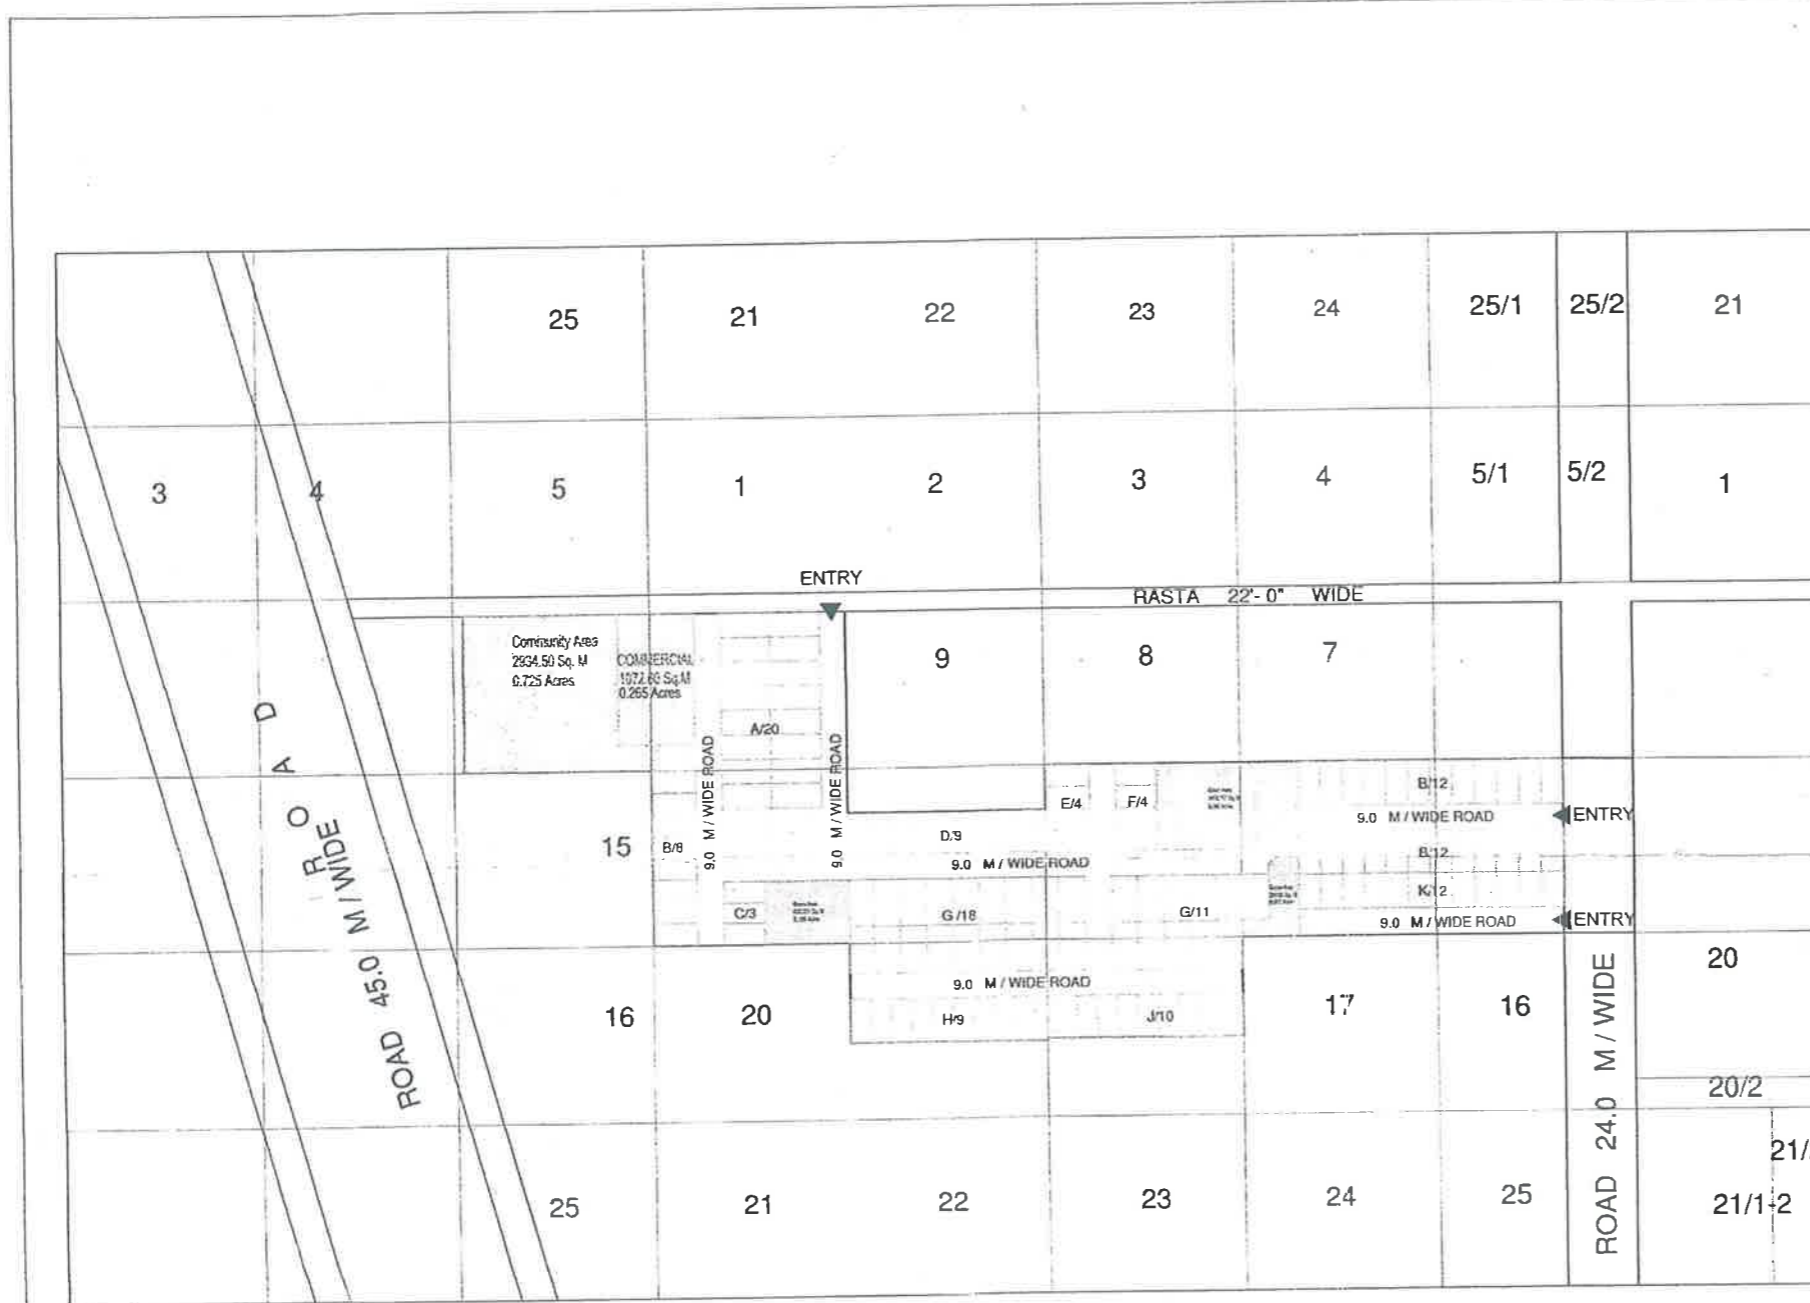 25 21 22 23 24 25/1 25/2 21
3 4 5 1 2 3 4 5/1 5/2 1
ENTRY
RASTA 22'-0" WIDE
Community Area
2934.50 Sq. M
0.725 Acres
COMMERCIAL
1072.60 Sq.M
0.265 Acres
9 8 7
A/20
9.0 M / WIDE ROAD
9.0 M / WIDE ROAD
ROAD
ROAD 45.0 M / WIDE
15
B/8
E/4
F/4
B/12
9.0 M / WIDE ROAD
ENTRY
D/9
9.0 M / WIDE ROAD
B/12
K/12
C/3
G/18
G/11
9.0 M / WIDE ROAD
ENTRY
9.0 M / WIDE ROAD
H/9
J/10
16 20 17 16 20
20/2
ROAD 24.0 M / WIDE
25 21 22 23 24 25
21/1-2